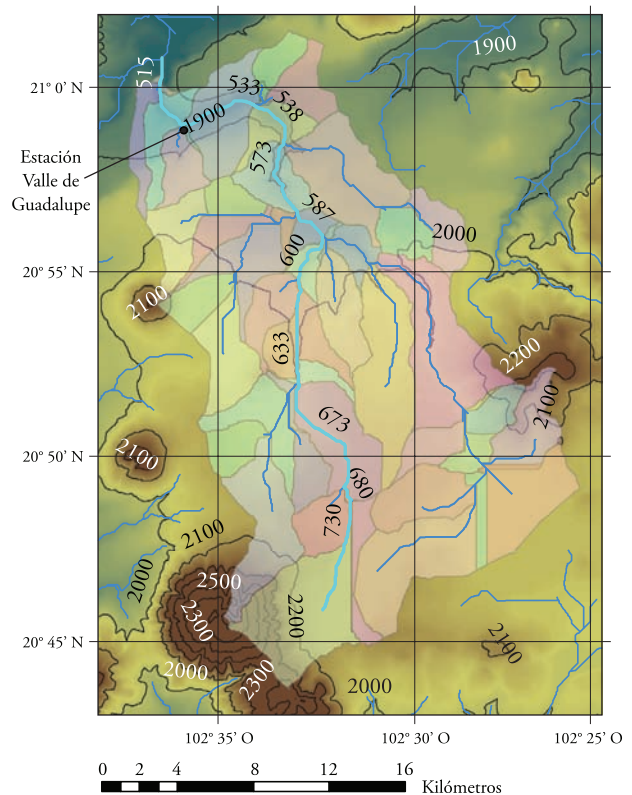 1900
515
21° 0’ N
533
538
1900
Estación
Valle de
Guadalupe
573
587
2000
600
20° 55’ N
2100
633
2200
2100
673
2100
20° 50’ N
680
730
2100
2000
2500
2300
2200
2100
20° 45’ N
2000
2300
2000
102° 35’ O
102° 30’ O
102° 25’ O
0 2 4 8 12 16
Kilómetros